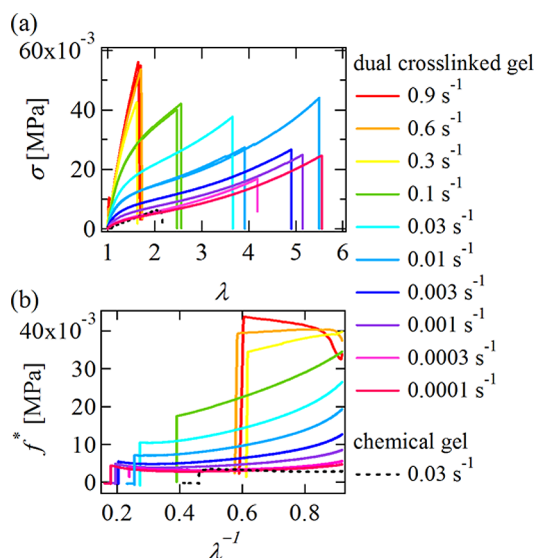 (a)
60x10⁻³
40
20
0
σ [MPa]
1 2 3 4 5 6
λ
(b)
40x10⁻³
30
20
10
0
f* [MPa]
0.2 0.4 0.6 0.8
λ⁻¹
dual crosslinked gel
0.9 s⁻¹
0.6 s⁻¹
0.3 s⁻¹
0.1 s⁻¹
0.03 s⁻¹
0.01 s⁻¹
0.003 s⁻¹
0.001 s⁻¹
0.0003 s⁻¹
0.0001 s⁻¹
chemical gel
0.03 s⁻¹